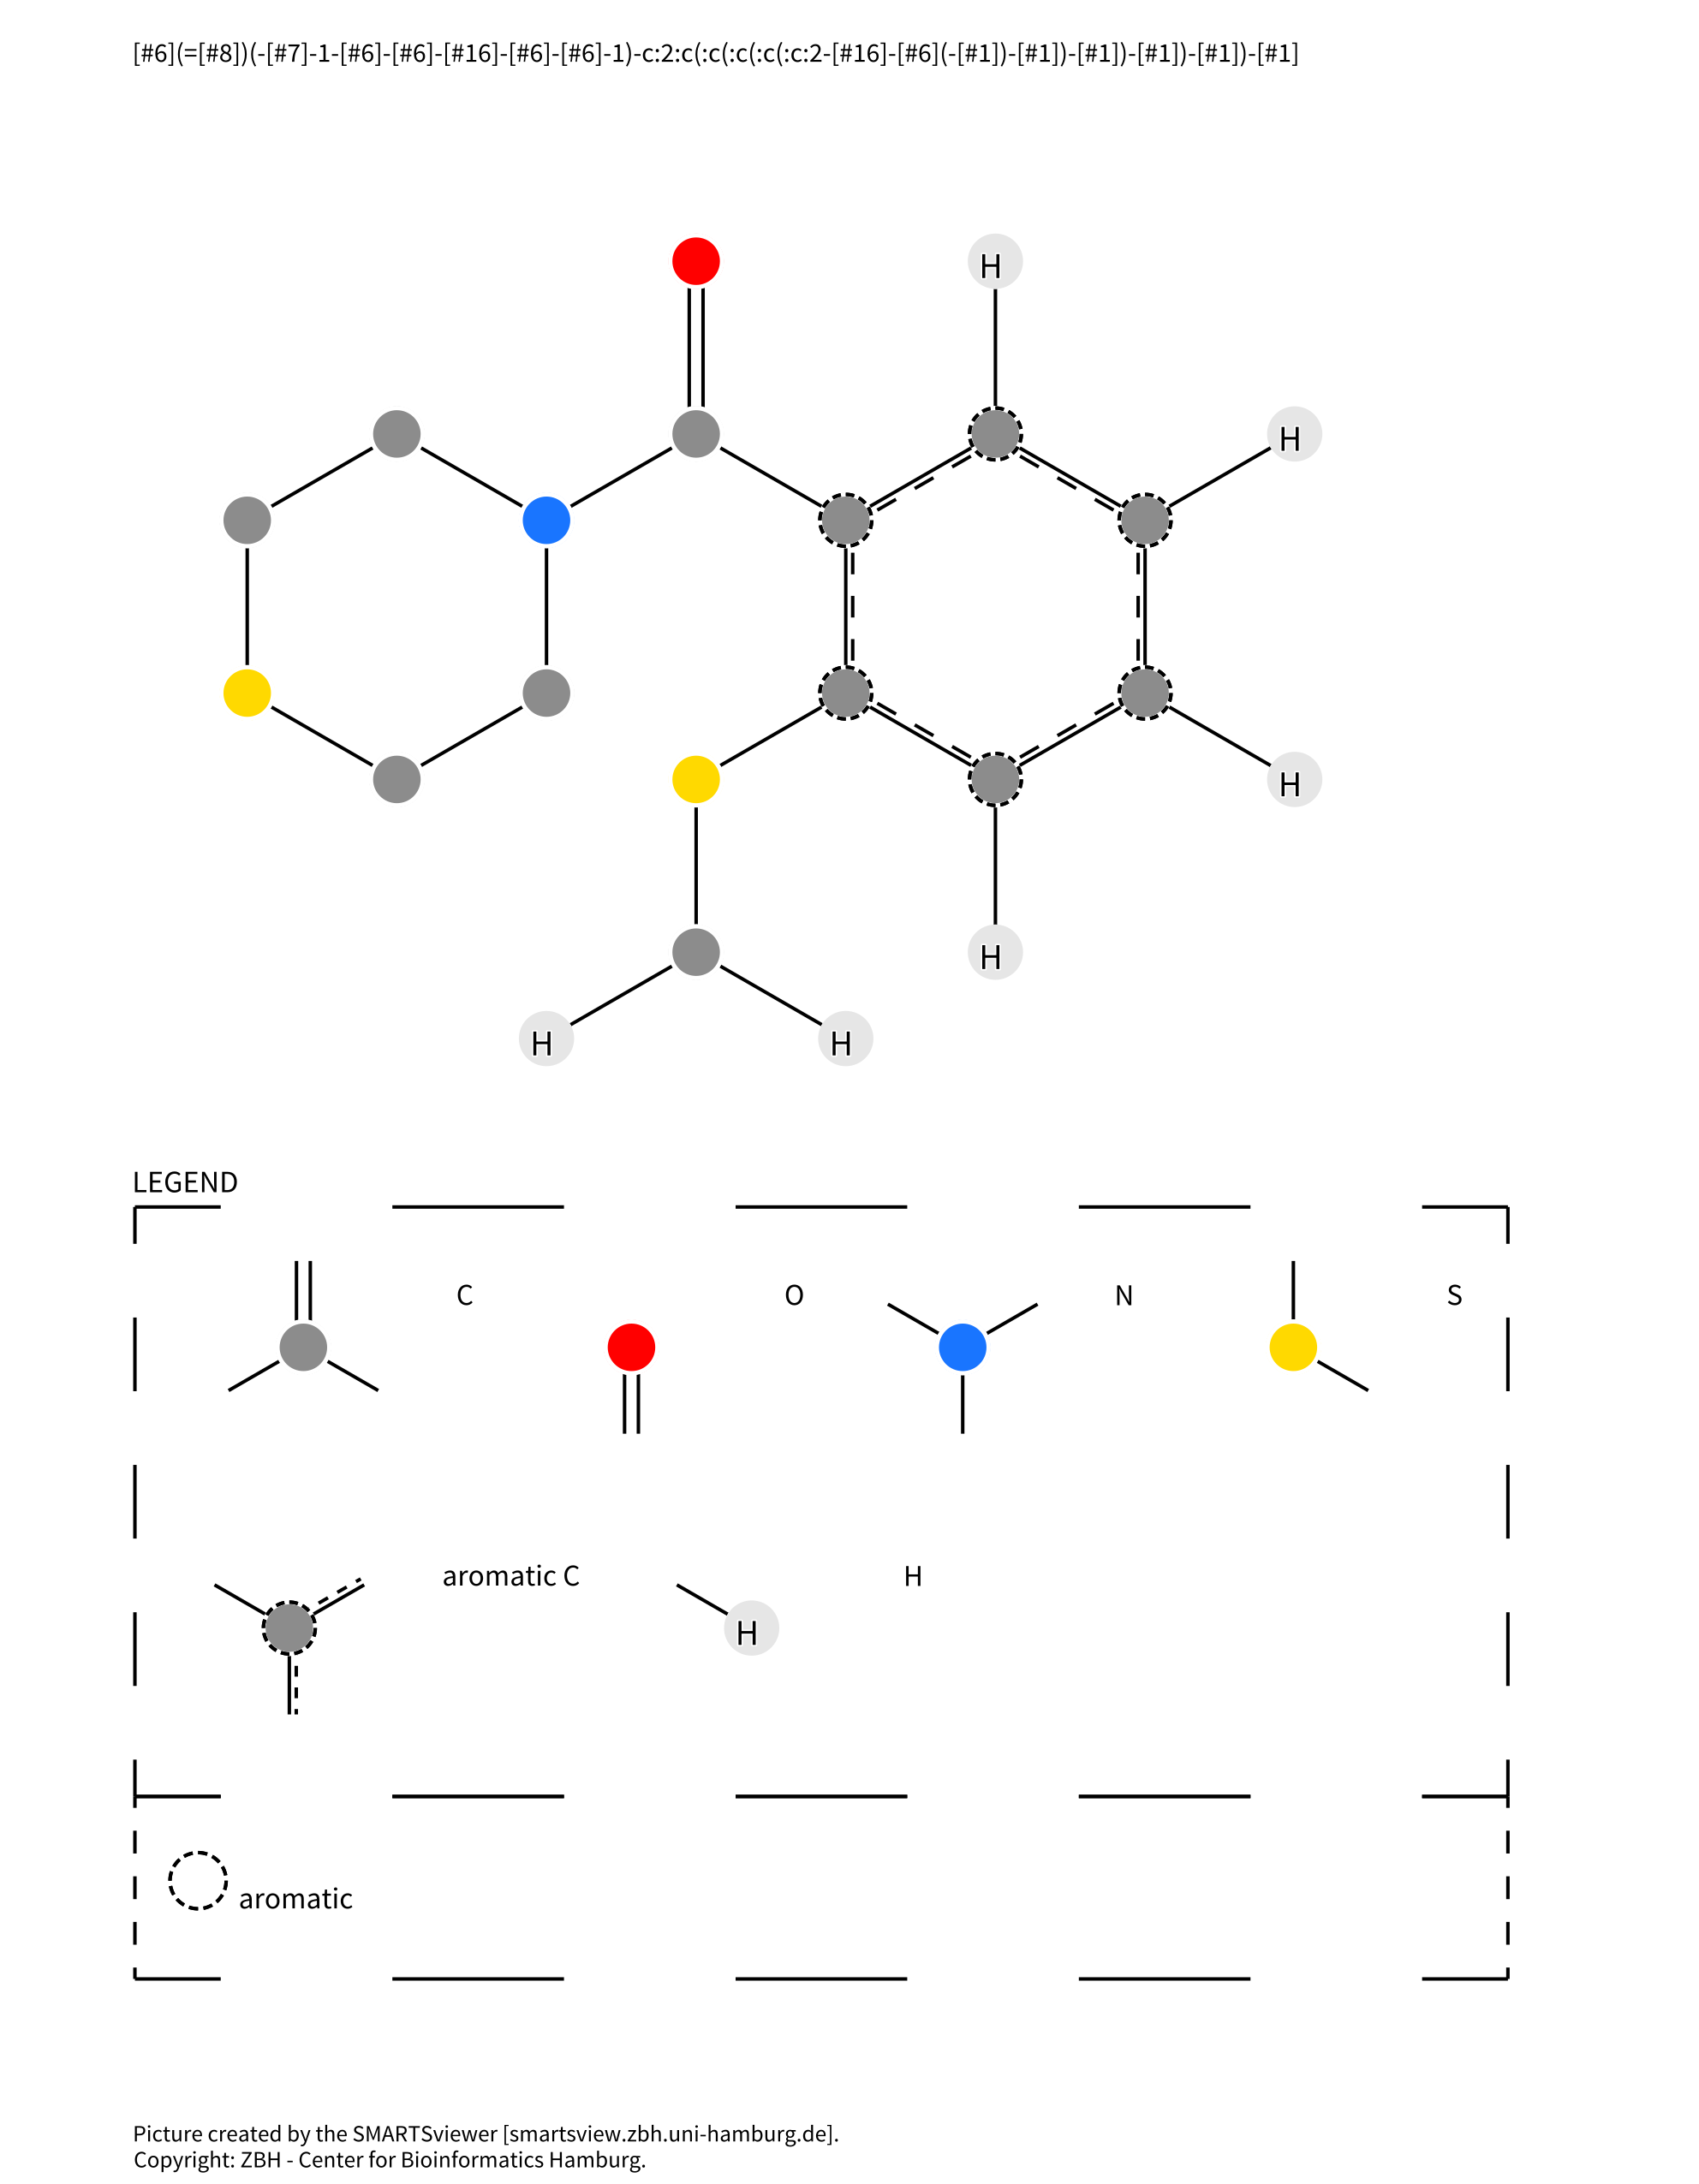 [#6](=[#8])(-[#7]-1-[#6]-[#6]-[#16]-[#6]-[#6]-1)-c:2:c(:c(:c(:c(:c:2-[#16]-[#6](-[#1])-[#1])-[#1])-[#1])-[#1])-[#1]
H
H
H
H
H H
LEGEND
C O N S
aromatic C H
H
aromatic
Picture created by the SMARTSviewer [smartsview.zbh.uni-hamburg.de].
Copyright: ZBH - Center for Bioinformatics Hamburg.